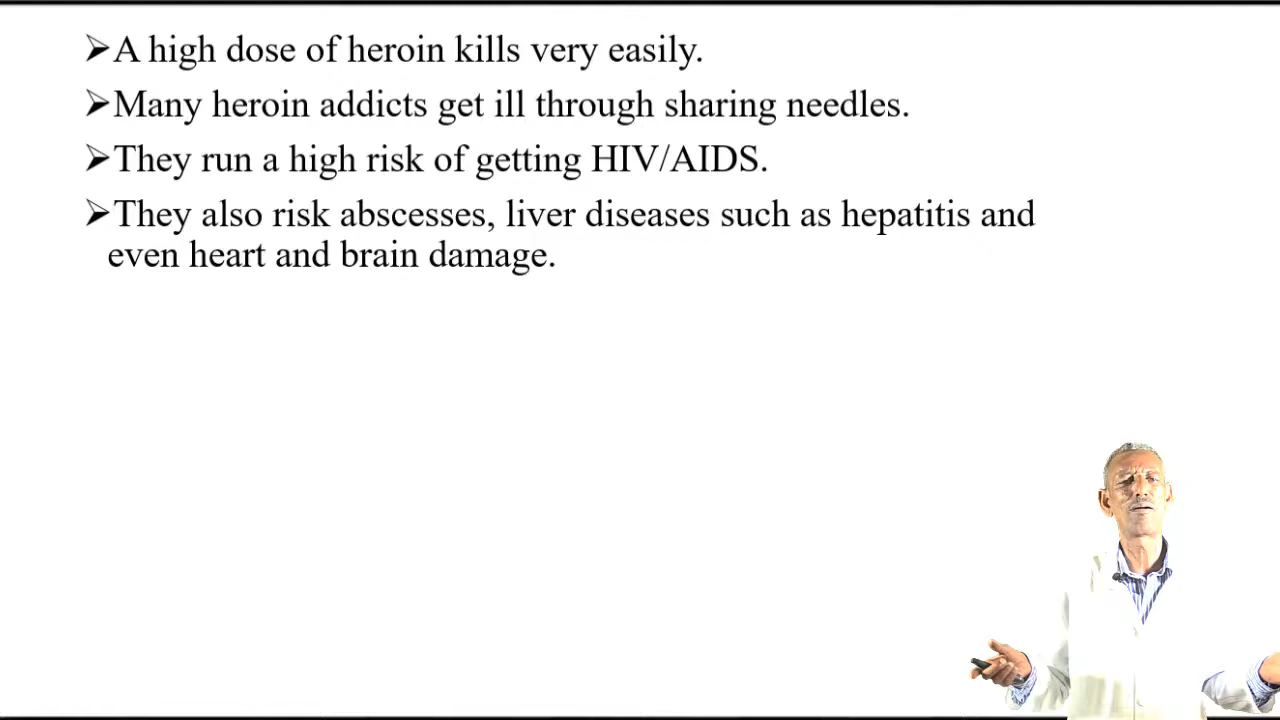 ➢A high dose of heroin kills very easily.
➢Many heroin addicts get ill through sharing needles.
➢They run a high risk of getting HIV/AIDS.
➢They also risk abscesses, liver diseases such as hepatitis and
even heart and brain damage.